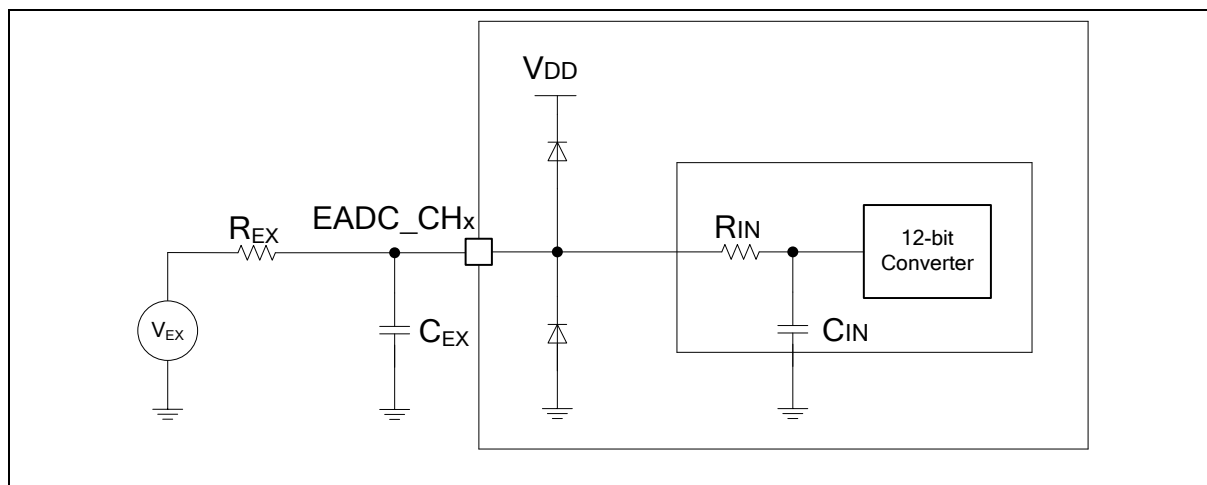 VDD
EADC_CHx
REX
RIN
12-bit
Converter
VEX
CEX
CIN